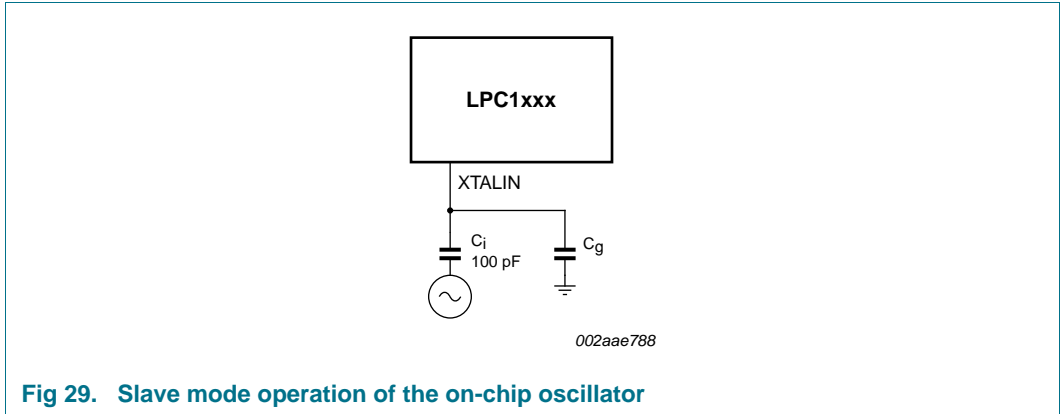 LPC1xxx
XTALIN
Ci
100 pF
Cg
002aae788
Fig 29. Slave mode operation of the on-chip oscillator